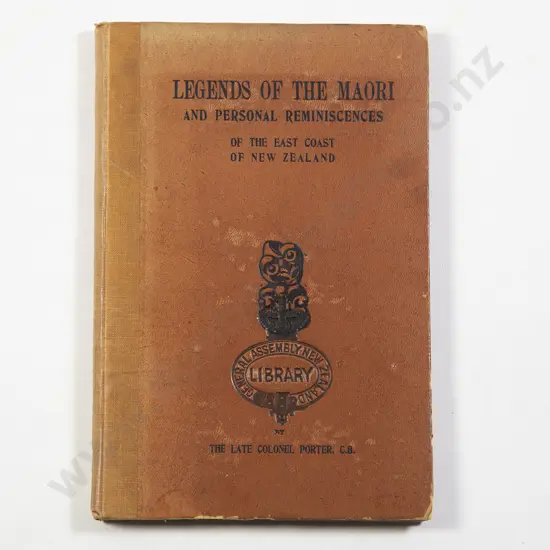 LEGENDS OF THE MAORI
AND PERSONAL REMINISCENCES
OF THE EAST COAST
OF NEW ZEALAND
GENERAL ASSEMBLY, NEW ZEALAND
LIBRARY
BY
THE LATE COLONEL PORTER, C.B.